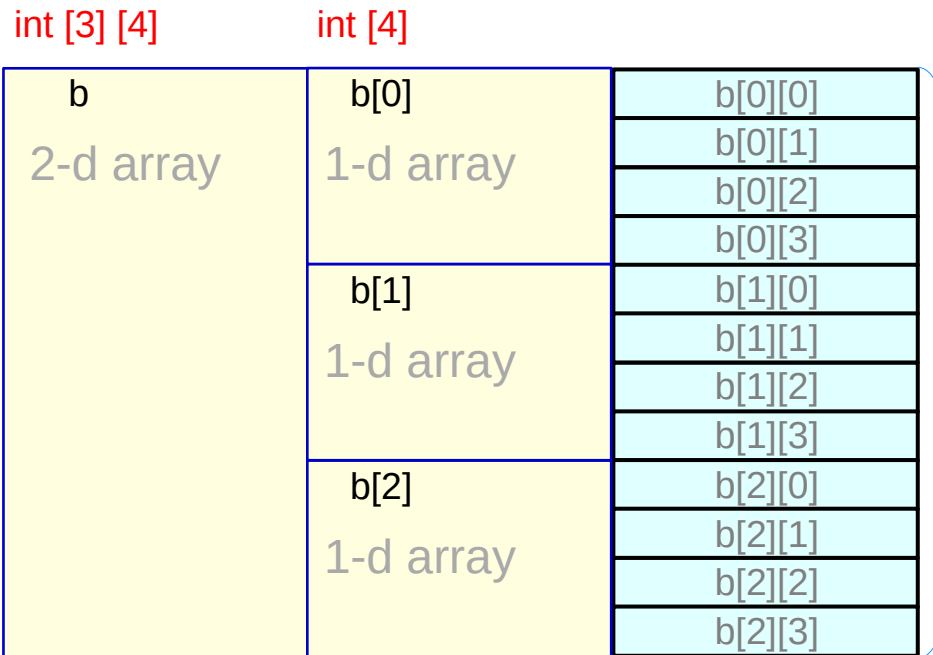 int [3] [4]
int [4]
b
2-d array
b[0]
1-d array
b[0][0]
b[0][1]
b[0][2]
b[0][3]
b[1]
1-d array
b[1][0]
b[1][1]
b[1][2]
b[1][3]
b[2]
1-d array
b[2][0]
b[2][1]
b[2][2]
b[2][3]